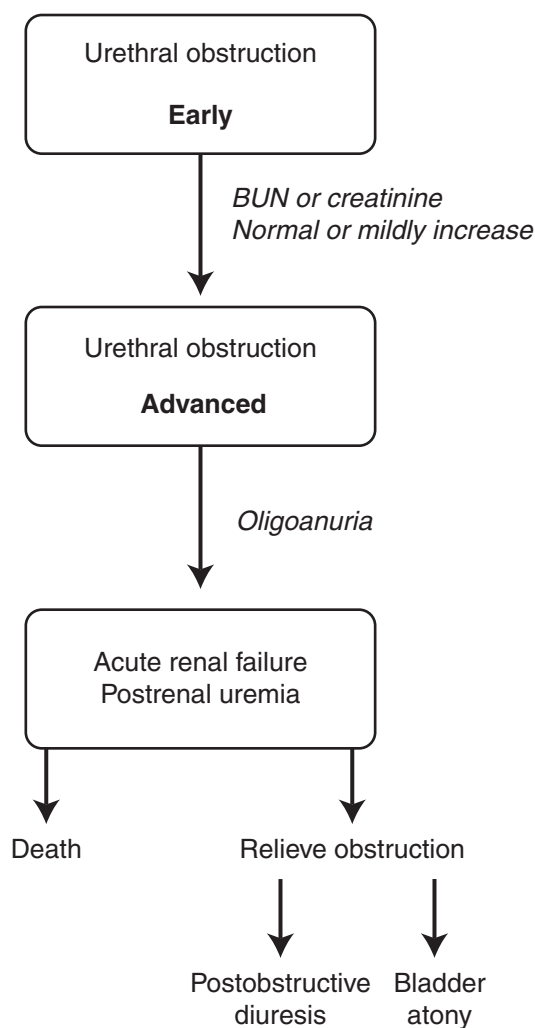 Urethral obstruction
Early
BUN or creatinine
Normal or mildly increase
Urethral obstruction
Advanced
Oligoanuria
Acute renal failure
Postrenal uremia
Death
Relieve obstruction
Postobstructive
diuresis
Bladder
atony